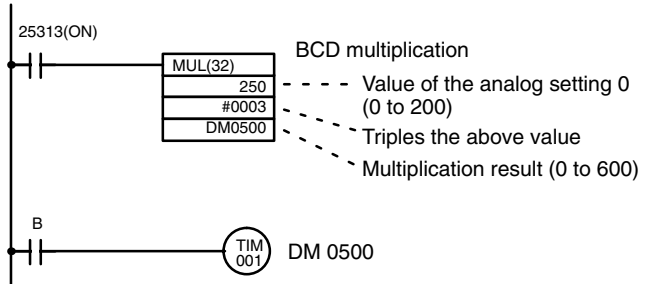 25313(ON)
BCD multiplication
MUL(32)
250
Value of the analog setting 0
(0 to 200)
#0003
Triples the above value
DM0500
Multiplication result (0 to 600)
B
TIM
001
DM 0500